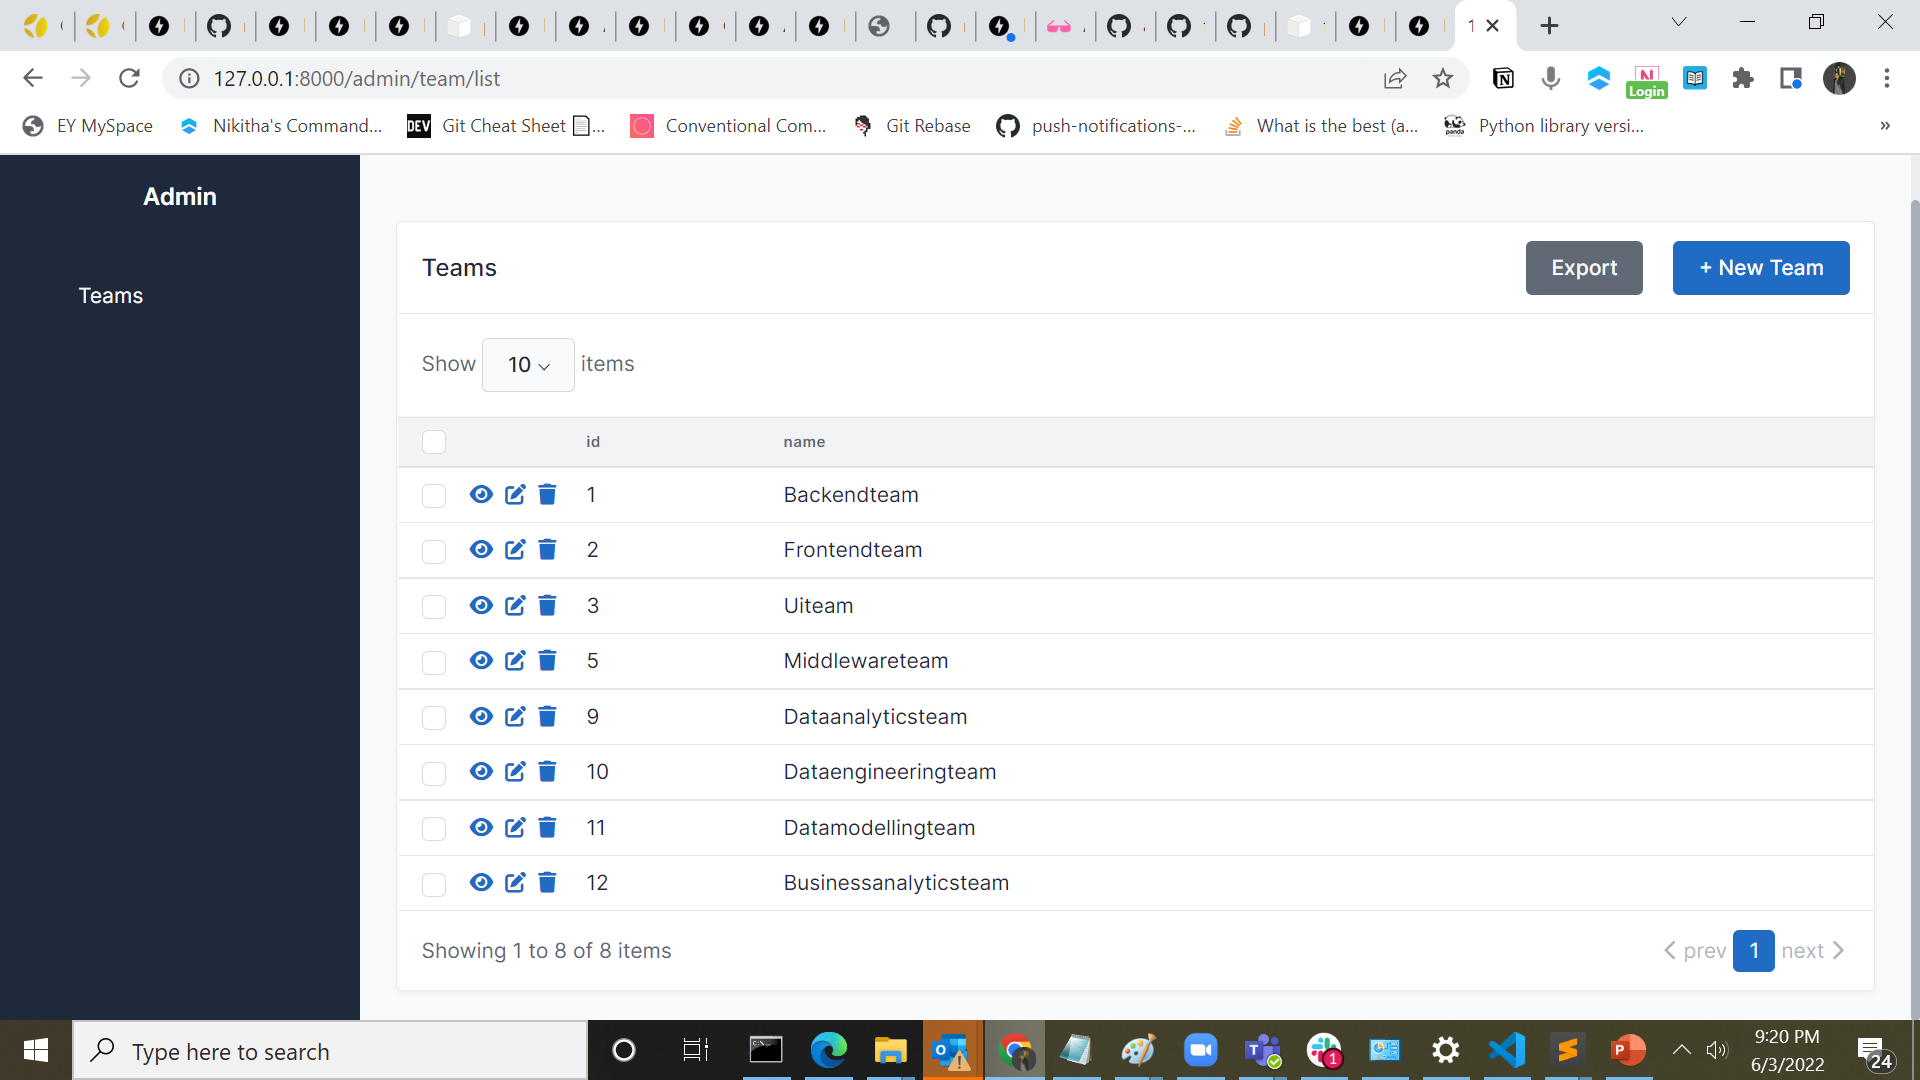 127.0.0.1:8000/admin/team/list
Login
EY MySpace
Nikitha's Command...
DEV
Git Cheat Sheet
...
Conventional Com...
Git Rebase
push-notifications-...
What is the best (a...
panda
Python library versi...
»
Admin
Teams
Teams
Export
+ New Team
Show 10 items
id name
1 Backendteam
2 Frontendteam
3 Uiteam
5 Middlewareteam
9 Dataanalyticsteam
10 Dataengineeringteam
11 Datamodellingteam
12 Businessanalyticsteam
Showing 1 to 8 of 8 items
prev 1 next
Type here to search
1
9:20 PM
6/3/2022
24